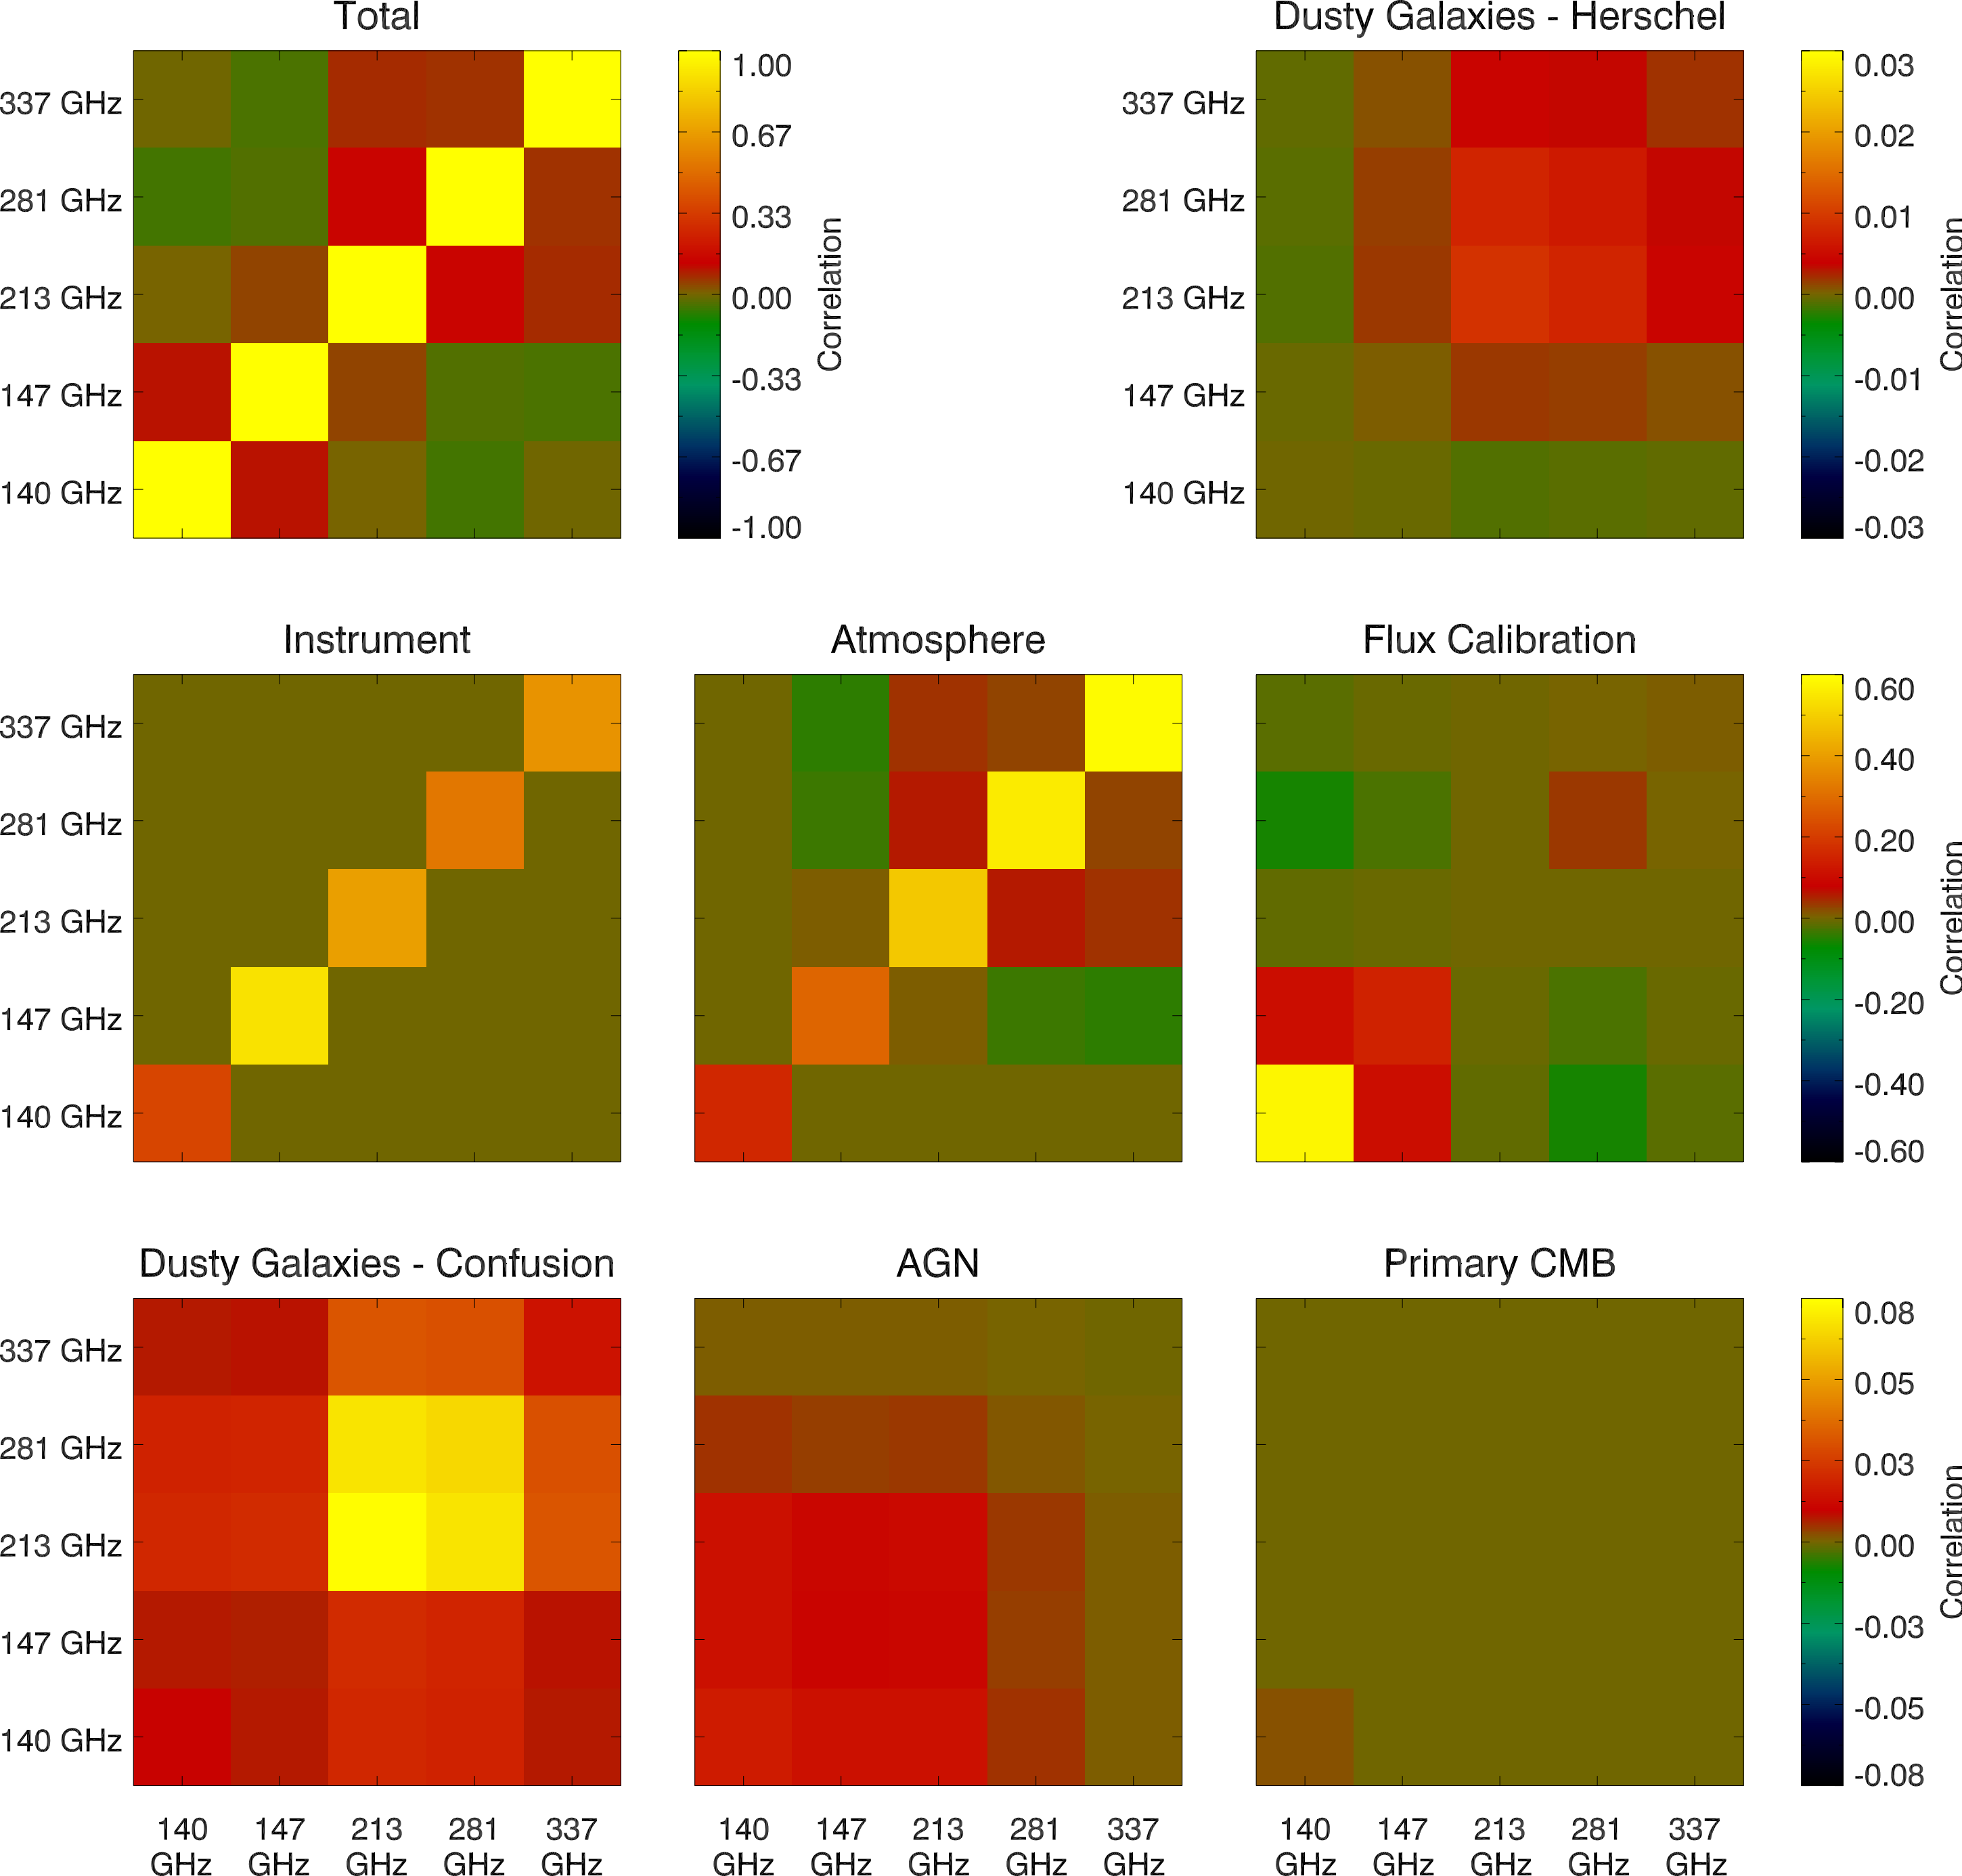 Total
Dusty Galaxies - Herschel
337 GHz
281 GHz
213 GHz
147 GHz
140 GHz
1.00
0.67
0.33
0.00
-0.33
-0.67
-1.00
Correlation
337 GHz
281 GHz
213 GHz
147 GHz
140 GHz
0.03
0.02
0.01
0.00
-0.01
-0.02
-0.03
Correlation
Instrument
Atmosphere
Flux Calibration
337 GHz
281 GHz
213 GHz
147 GHz
140 GHz
0.60
0.40
0.20
0.00
-0.20
-0.40
-0.60
Correlation
Dusty Galaxies - Confusion
AGN
Primary CMB
337 GHz
281 GHz
213 GHz
147 GHz
140 GHz
0.08
0.05
0.03
0.00
-0.03
-0.05
-0.08
Correlation
140 147 213 281 337
GHz GHz GHz GHz GHz
140 147 213 281 337
GHz GHz GHz GHz GHz
140 147 213 281 337
GHz GHz GHz GHz GHz